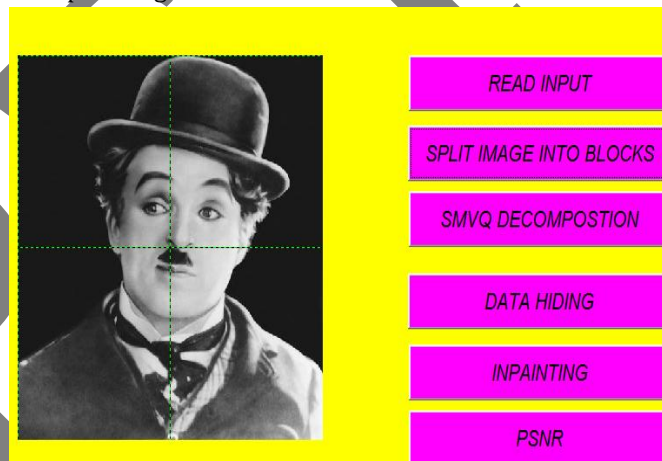 READ INPUT
SPLIT IMAGE INTO BLOCKS
SMVQ DECOMPOSTION
DATA HIDING
INPAINTING
PSNR